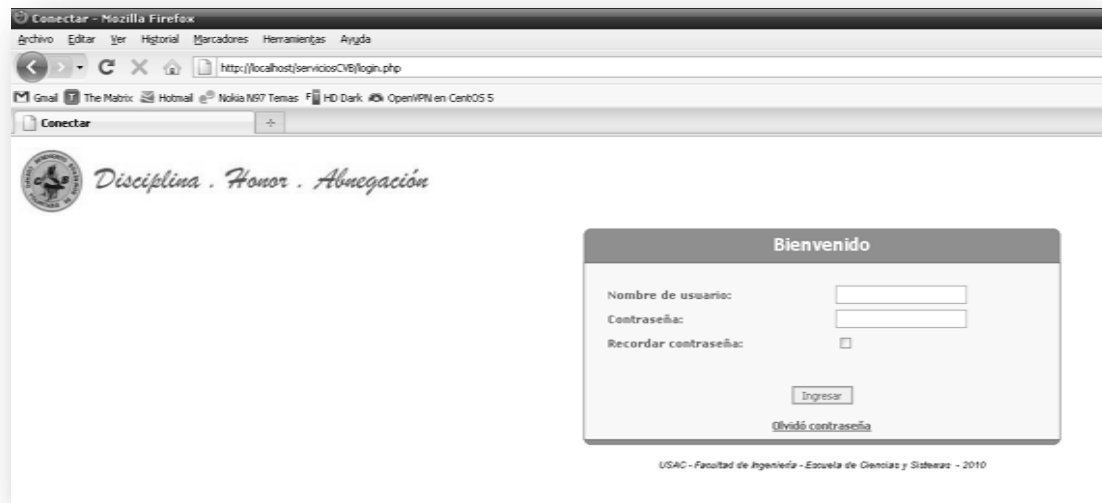 Conectar - Mozilla Firefox
Archivo Editar Ver Historial Marcadores Herramientas Ayuda
http://localhost/serviciosCVB/login.php
Gmail The Matrix Hotmail Nokia N97 Temas HD Dark OpenVPN en CentOS 5
Conectar
Disciplina . Honor . Abnegación
Bienvenido
Nombre de usuario:
Contraseña:
Recordar contraseña:
Ingresar
Olvidó contraseña
USAC - Facultad de Ingeniería - Escuela de Ciencias y Sistemas - 2010